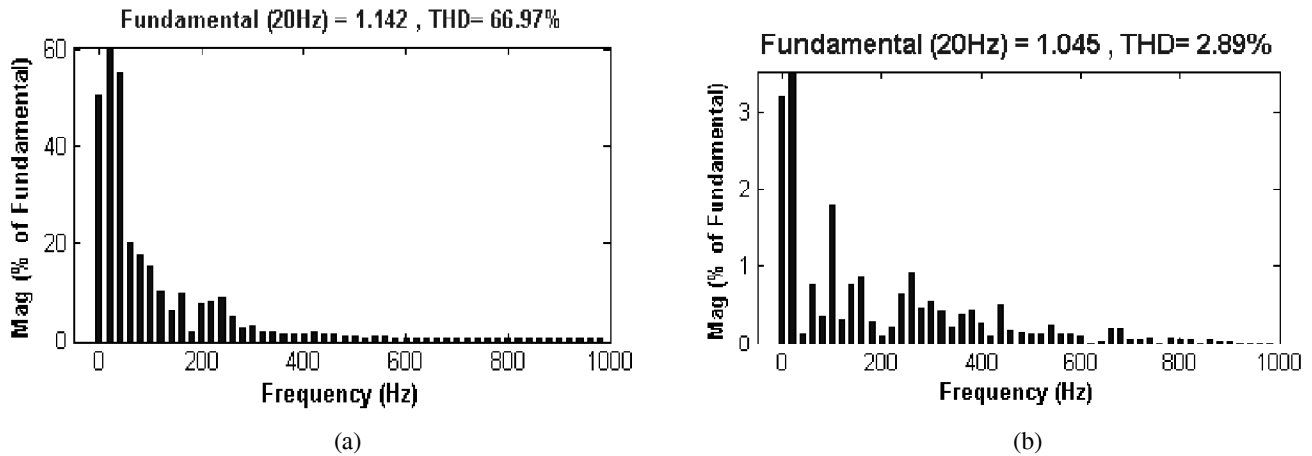 Fundamental (20Hz) = 1.142 , THD= 66.97%
60
40
20
0
Mag (% of Fundamental)
0 200 400 600 800 1000
Frequency (Hz)
(a)
Fundamental (20Hz) = 1.045 , THD= 2.89%
3
2
1
0
Mag (% of Fundamental)
0 200 400 600 800 1000
Frequency (Hz)
(b)